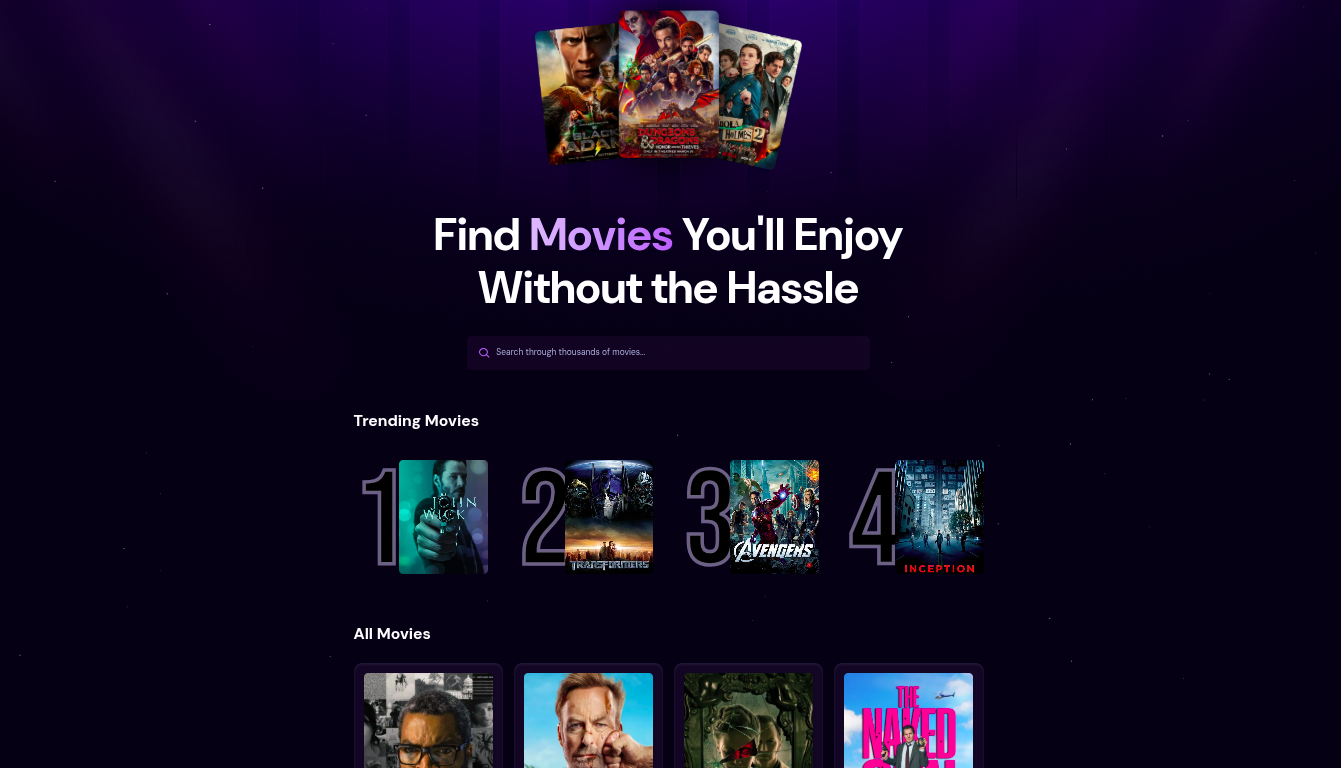 BLACK
ADAM
DUNGEONS
& DRAGONS
HONOR AMONG THIEVES
HOLMES 2
Find Movies You'll Enjoy
Without the Hassle
Search through thousands of movies...
Trending Movies
1
JOHN
WICK
2
TRANSFORMERS
3
AVENGERS
4
INCEPTION
All Movies
THE
NAKED